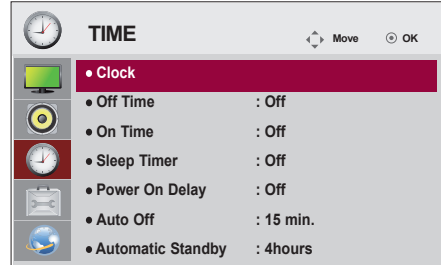 TIME Move OK
● Clock
● Off Time : Off
● On Time : Off
● Sleep Timer : Off
● Power On Delay : Off
● Auto Off : 15 min.
● Automatic Standby : 4hours